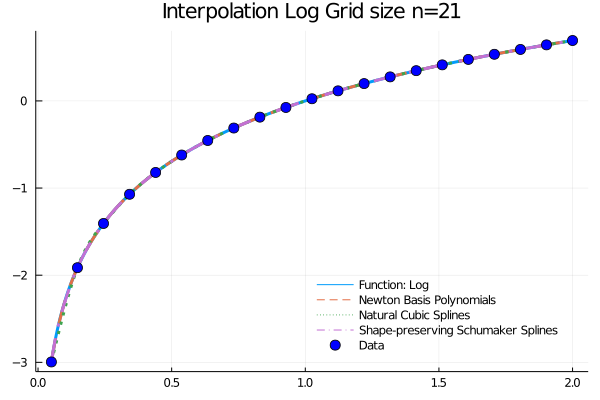 Interpolation Log Grid size n=21
0
−1
−2
−3
0.0 0.5 1.0 1.5 2.0
Function: Log
Newton Basis Polynomials
Natural Cubic Splines
Shape-preserving Schumaker Splines
Data